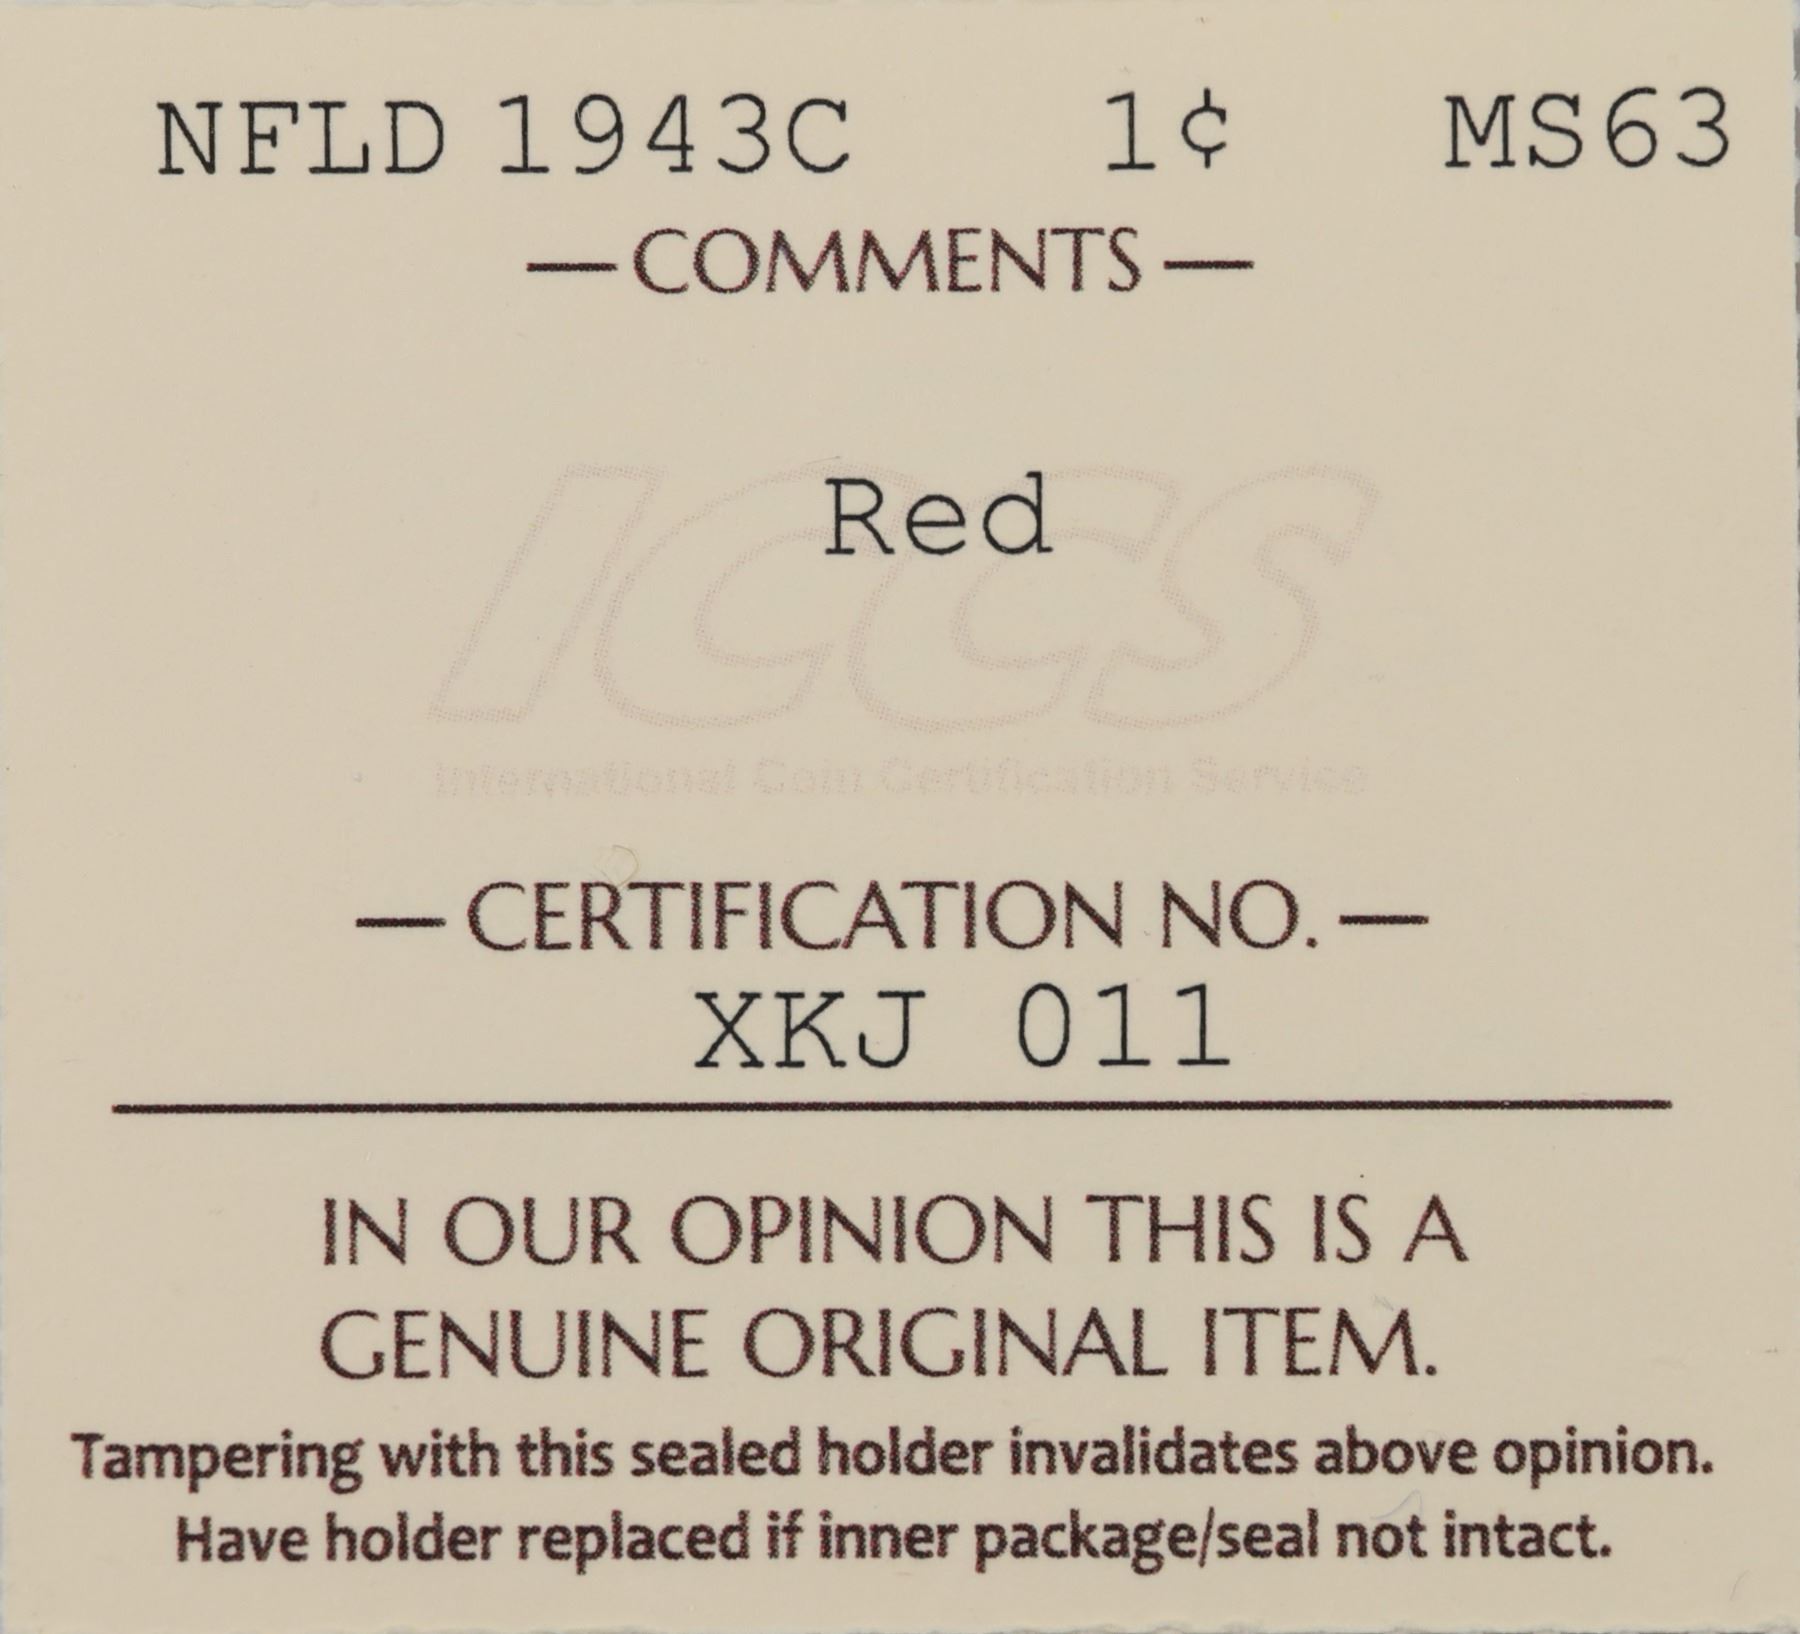 NFLD 1943C 1¢ MS63
—COMMENTS—
Red
ICCS
International Coin Certification Service
—CERTIFICATION NO.—
XKJ 011
IN OUR OPINION THIS IS A
GENUINE ORIGINAL ITEM.
Tampering with this sealed holder invalidates above opinion.
Have holder replaced if inner package/seal not intact.